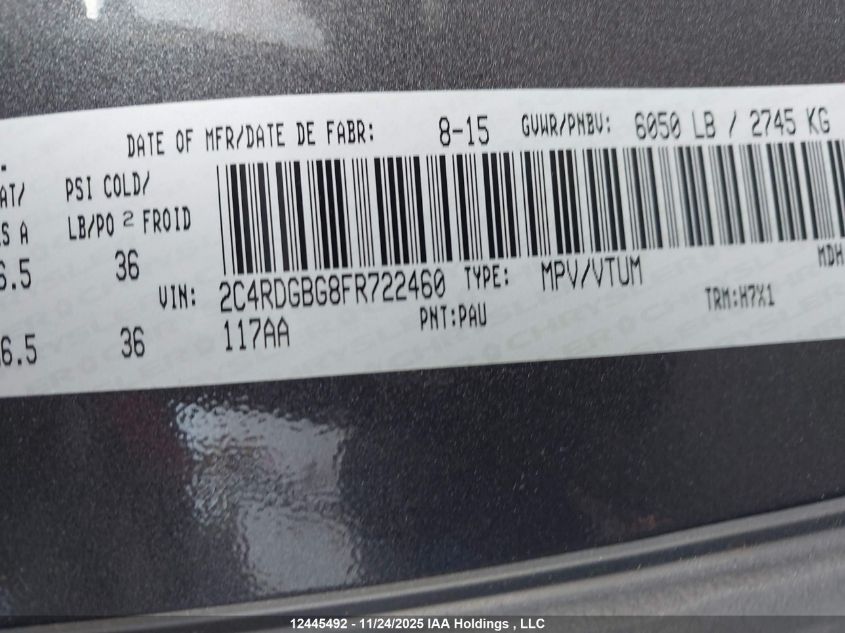 DATE OF MFR/DATE DE FABR: 8-15 GVWR/PNBV: 6050 LB / 2745 KG
AT/ PSI COLD/
S A LB/PO 2 FROID
6.5 36
VIN: 2C4RDGBG8FR722460 TYPE: MPV/VTUM MDH
6.5 36 117AA PNT:PAU TRM:H7X1
CHRYSLER
12445492 - 11/24/2025 IAA Holdings , LLC